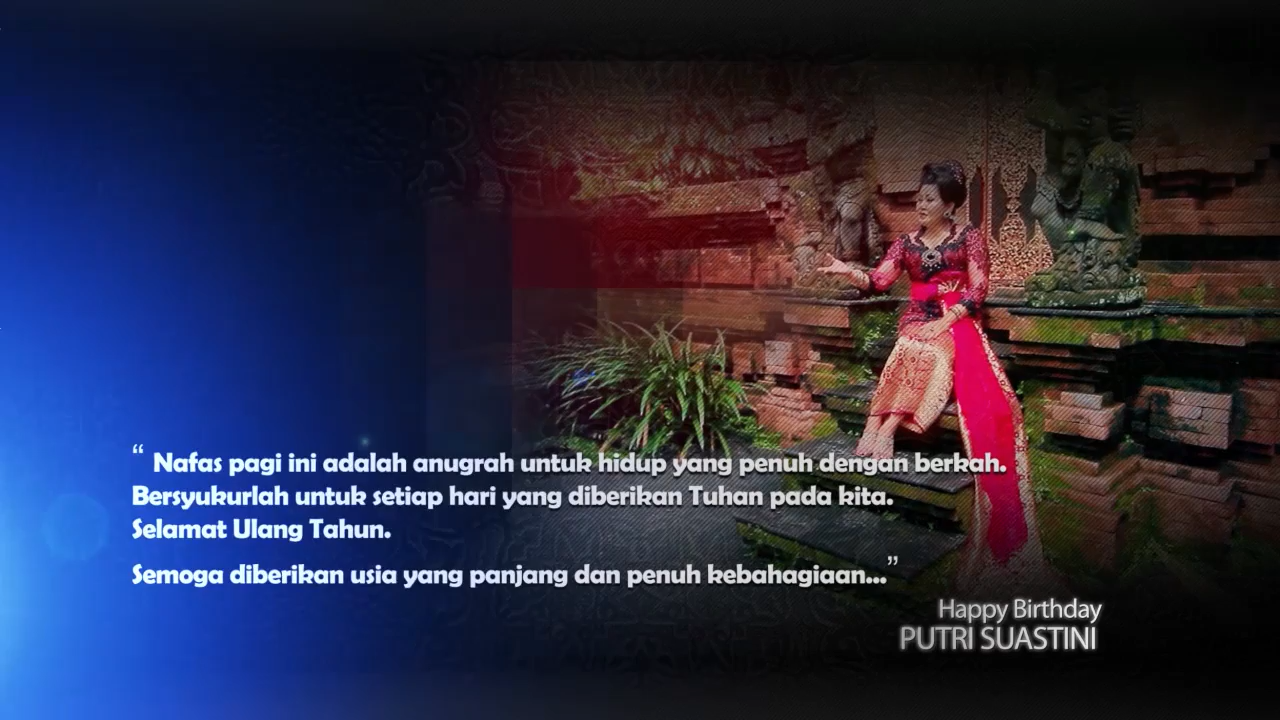 “ Nafas pagi ini adalah anugrah untuk hidup yang penuh dengan berkah.
Bersyukurlah untuk setiap hari yang diberikan Tuhan pada kita.
Selamat Ulang Tahun.
Semoga diberikan usia yang panjang dan penuh kebahagiaan...”
Happy Birthday
PUTRI SUASTINI